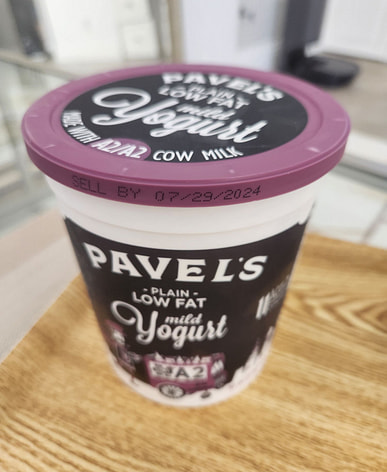 PAVEL'S
PLAIN
LOW FAT
mild
Yogurt
MADE WITH A2/A2 COW MILK
SELL BY 07/29/2024
PAVEL'S
- PLAIN -
LOW FAT
mild
Yogurt
A2